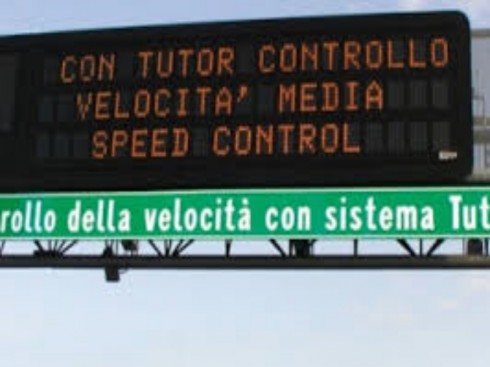 CON TUTOR CONTROLLO
VELOCITA' MEDIA
SPEED CONTROL
rollo della velocità con sistema Tut